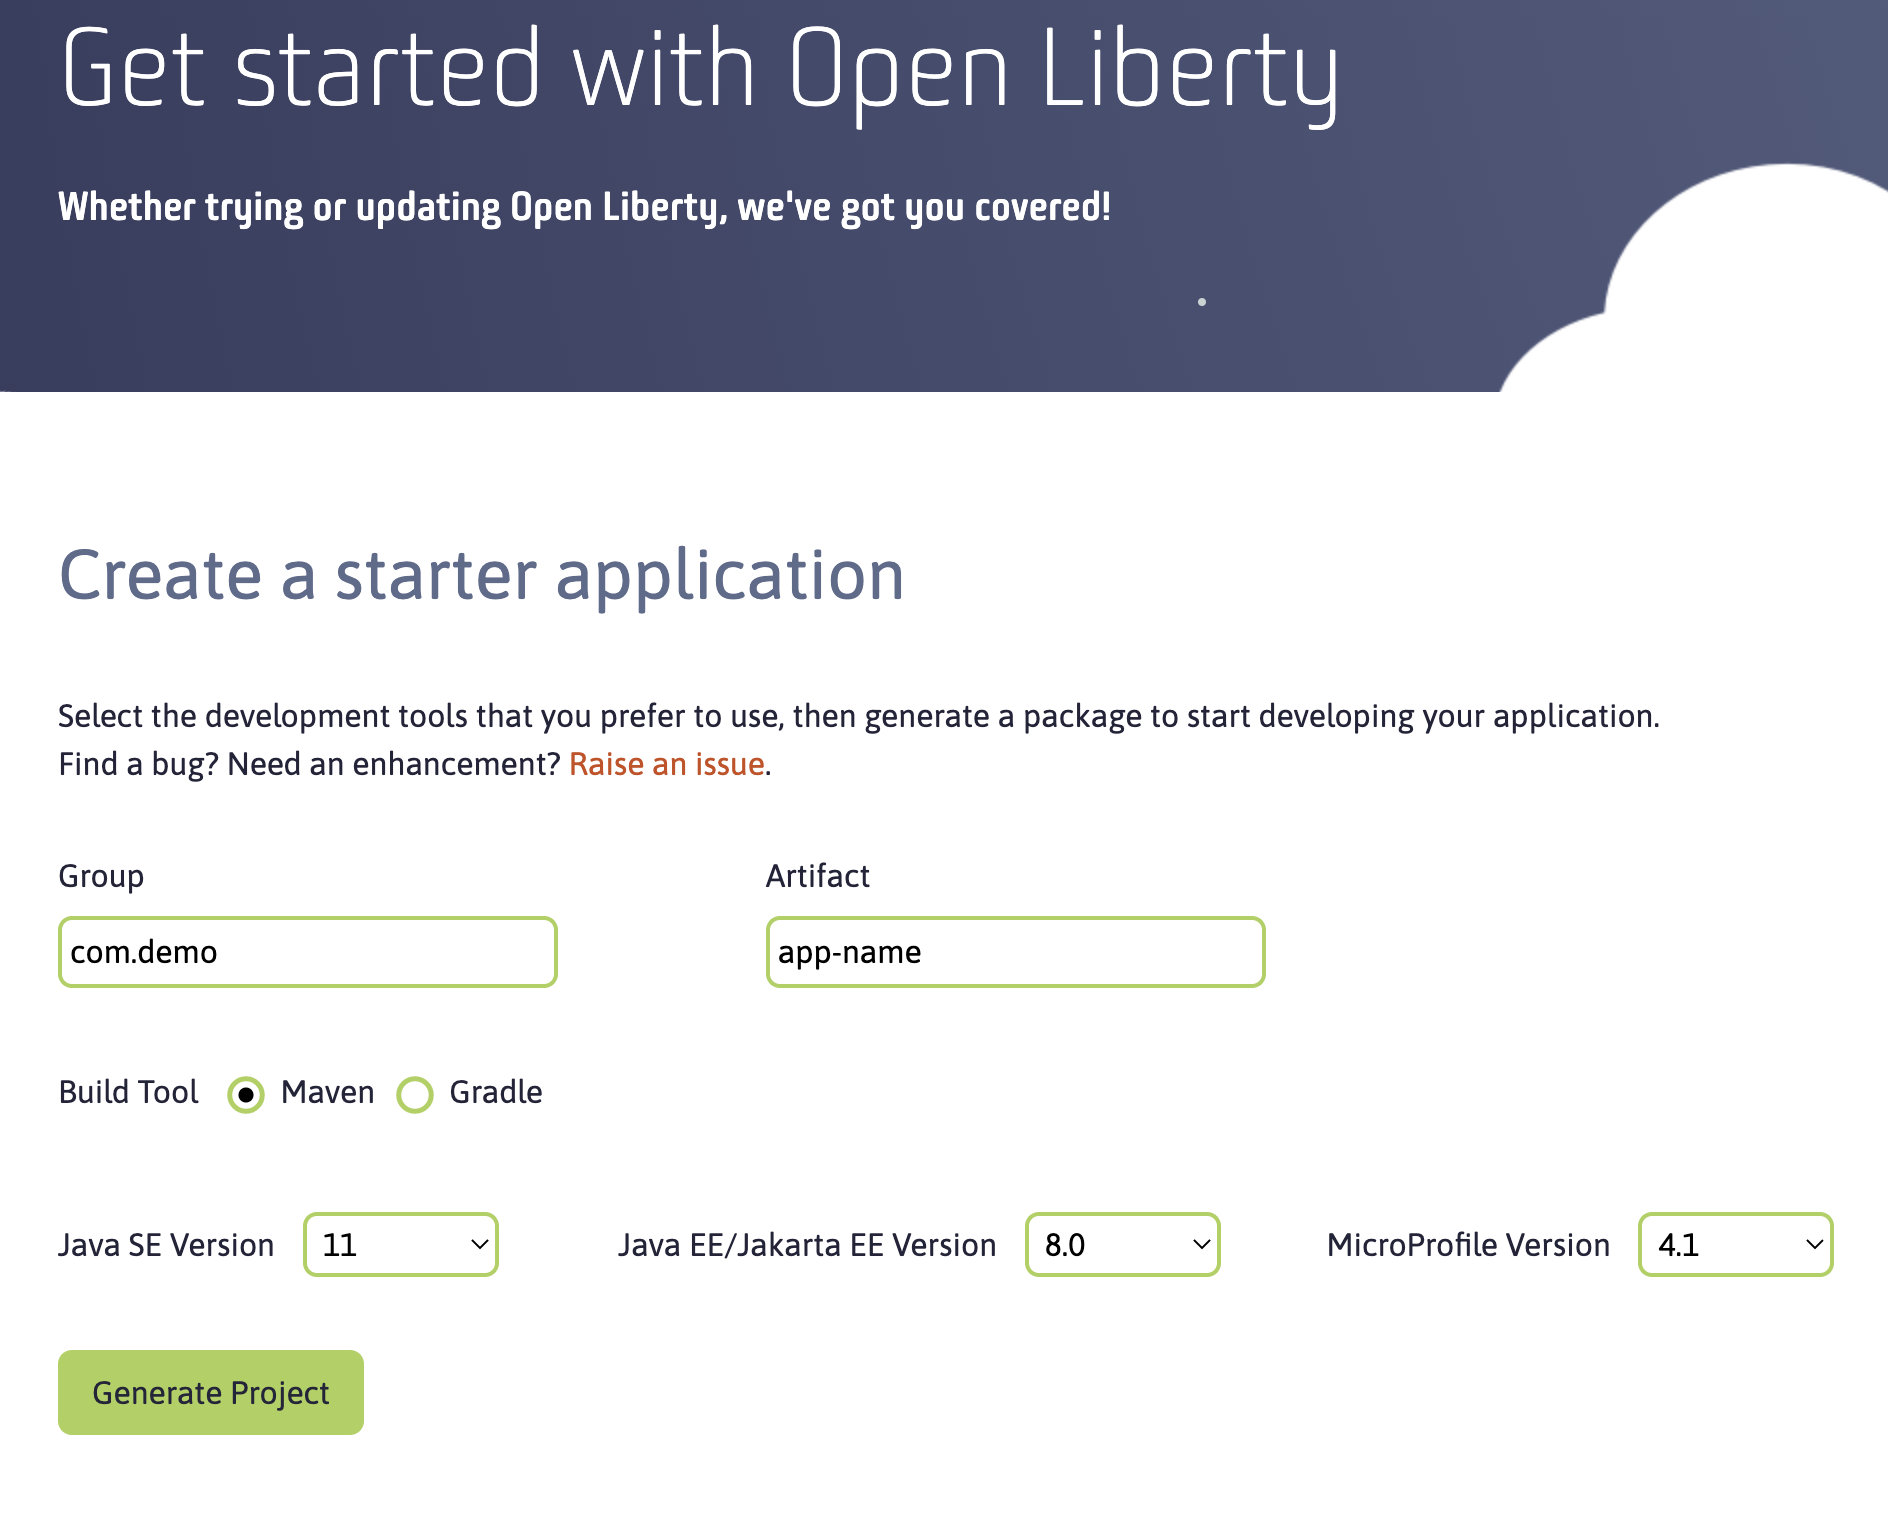 Get started with Open Liberty
Whether trying or updating Open Liberty, we've got you covered!
Create a starter application
Select the development tools that you prefer to use, then generate a package to start developing your application.
Find a bug? Need an enhancement? Raise an issue.
Group Artifact
com.demo app-name
Build Tool Maven Gradle
Java SE Version 11 Java EE/Jakarta EE Version 8.0 MicroProfile Version 4.1
Generate Project